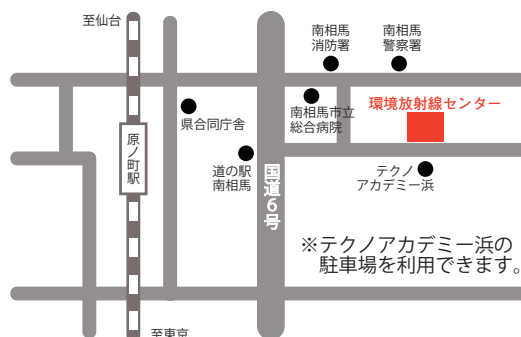 至仙台
南相馬
消防署
南相馬
警察署
環境放射線センター
南相馬市立
総合病院
県合同庁舎
原ノ町駅
道の駅
南相馬
国道6号
テクノ
アカデミー浜
※テクノアカデミー浜の
駐車場を利用できます。
至東京